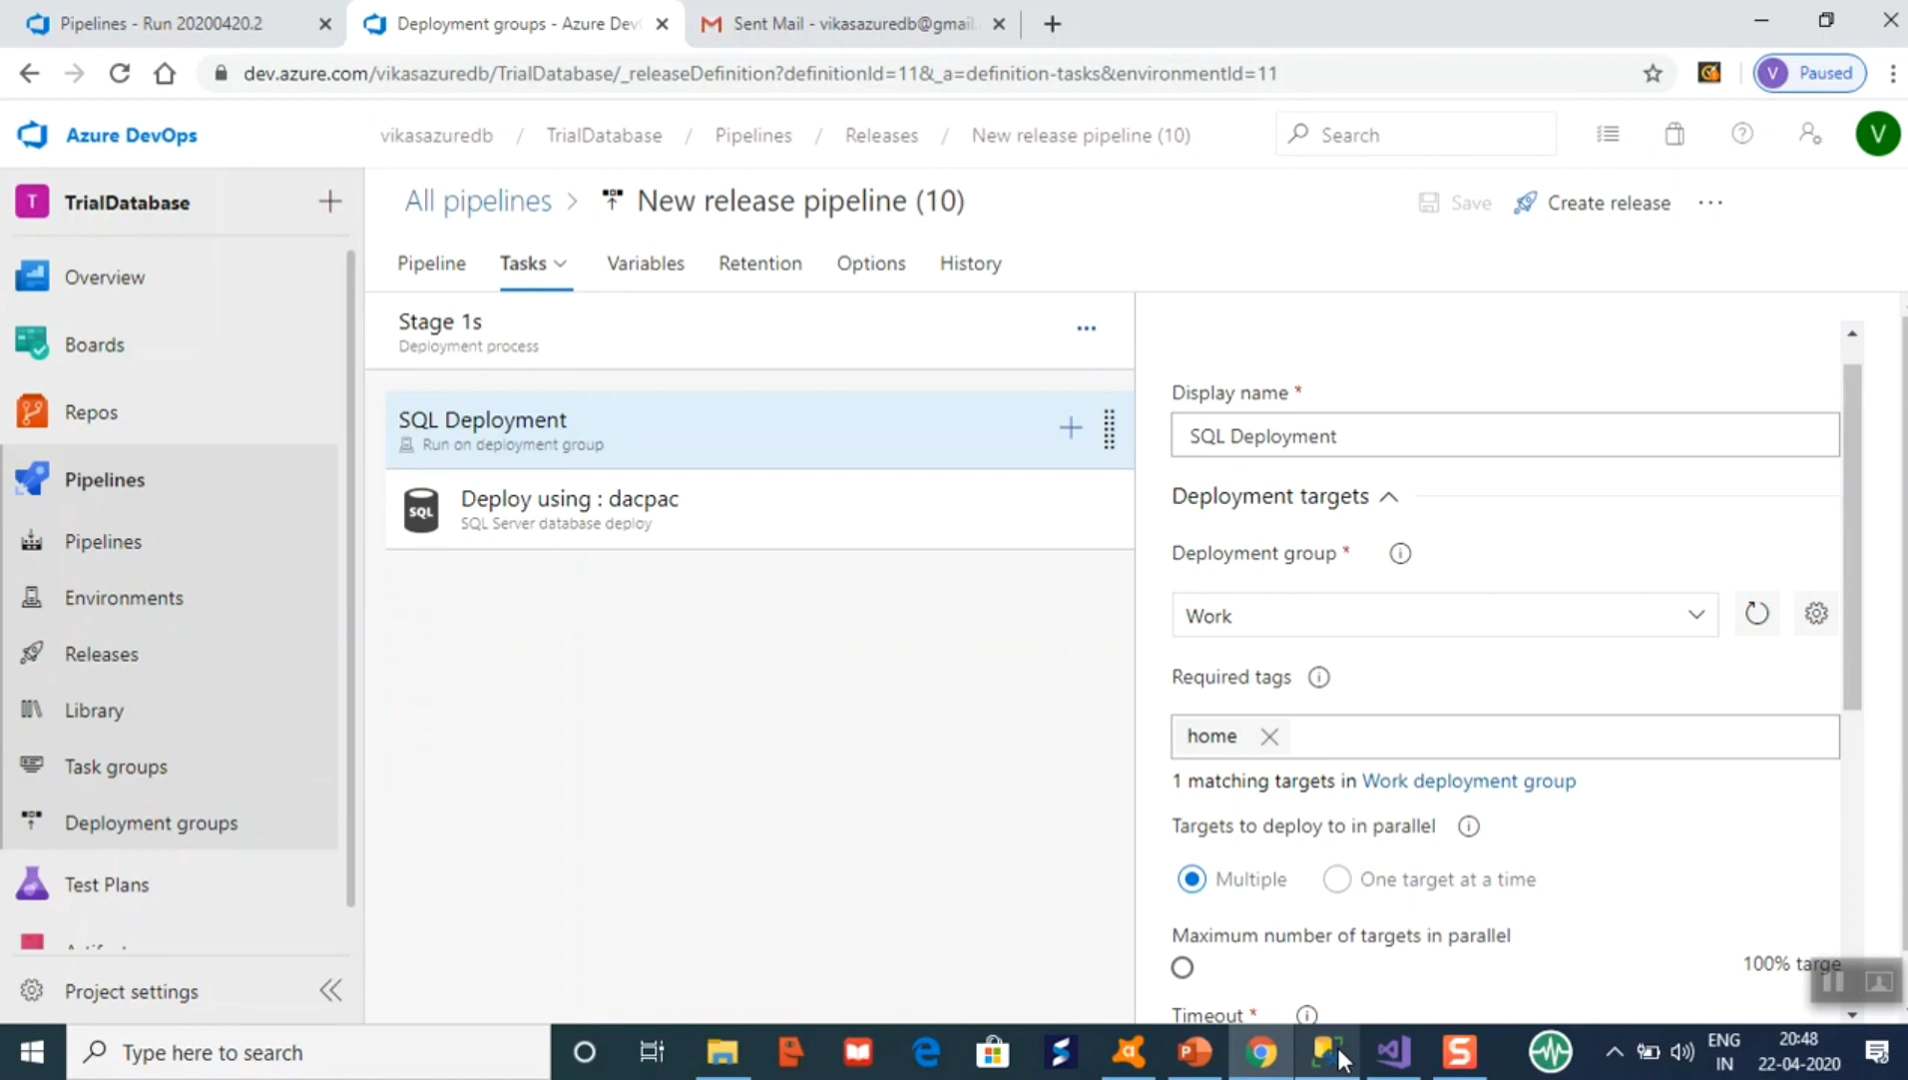 Pipelines - Run 20200420.2
Deployment groups - Azure Dev
Sent Mail - vikasazuredb@gmail.
dev.azure.com/vikasazuredb/TrialDatabase/_releaseDefinition?definitionId=11&_a=definition-tasks&environmentId=11
V Paused
Azure DevOps
vikasazuredb / TrialDatabase / Pipelines / Releases / New release pipeline (10)
Search
V
T TrialDatabase
Overview
Boards
Repos
Pipelines
Pipelines
Environments
Releases
Library
Task groups
Deployment groups
Test Plans
Project settings
All pipelines > New release pipeline (10)
Save
Create release
Pipeline
Tasks
Variables
Retention
Options
History
Stage 1s
Deployment process
SQL Deployment
Run on deployment group
SQL
Deploy using : dacpac
SQL Server database deploy
Display name *
SQL Deployment
Deployment targets
Deployment group *
Work
Required tags
home
1 matching targets in Work deployment group
Targets to deploy to in parallel
Multiple
One target at a time
Maximum number of targets in parallel
100% targe
Timeout *
Type here to search
ENG
IN
20:48
22-04-2020